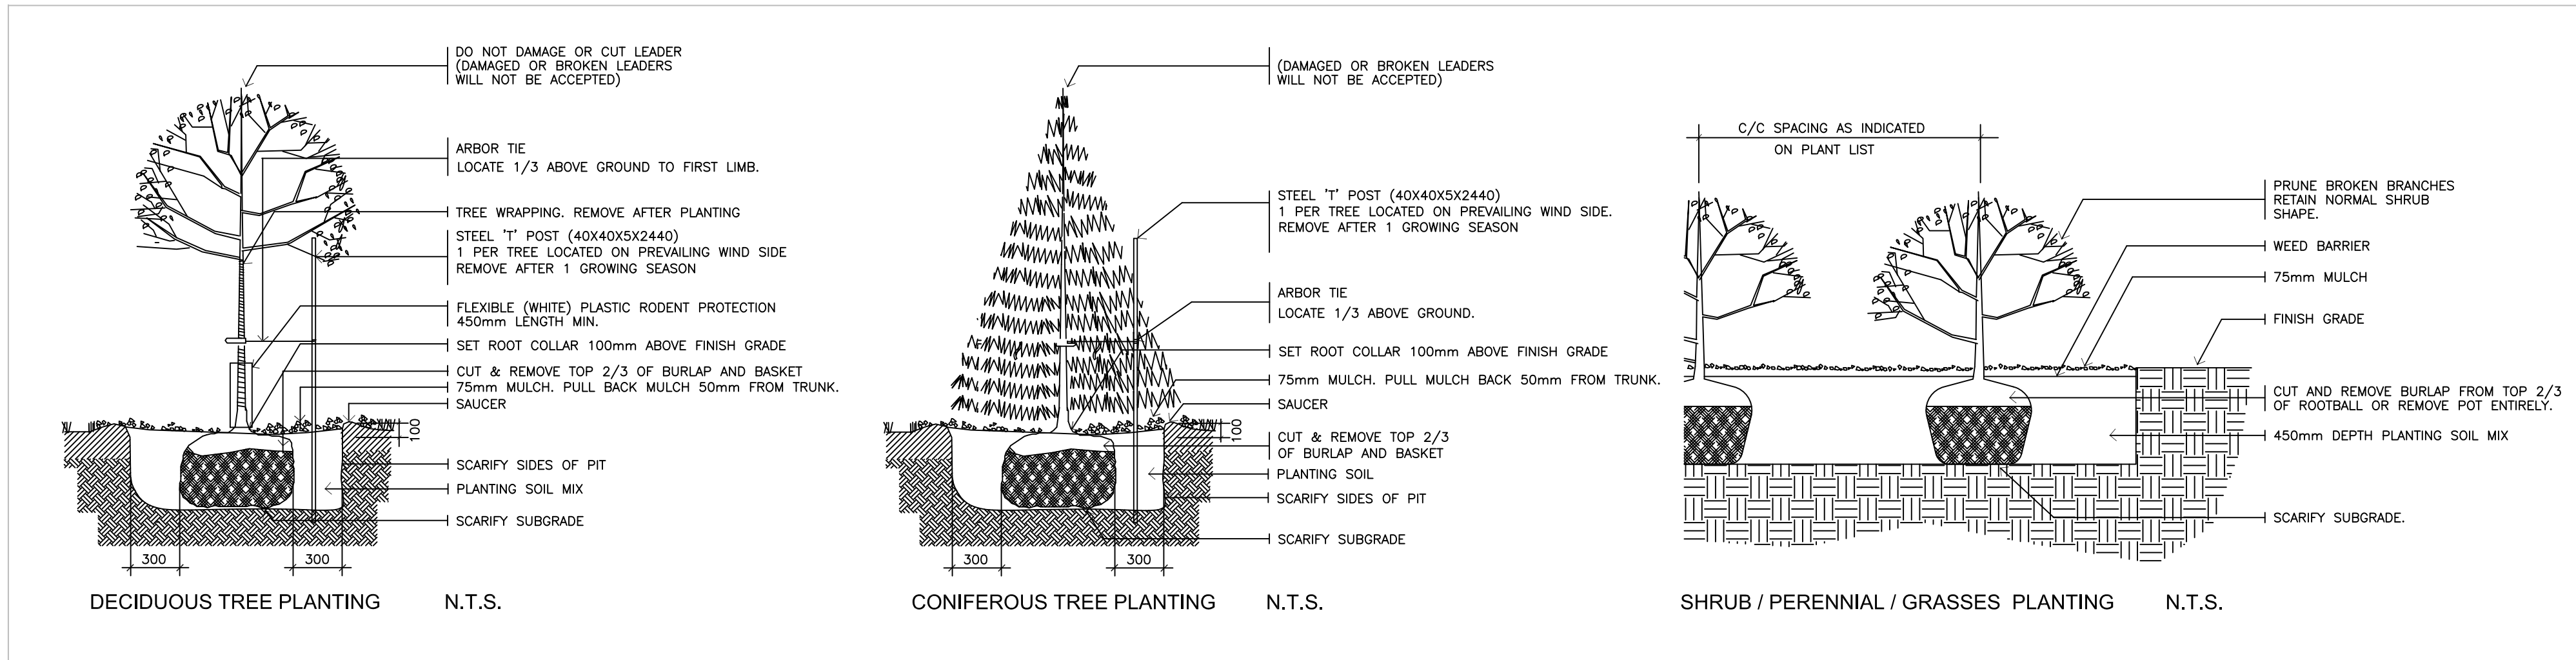 DO NOT DAMAGE OR CUT LEADER
(DAMAGED OR BROKEN LEADERS
WILL NOT BE ACCEPTED)
ARBOR TIE
LOCATE 1/3 ABOVE GROUND TO FIRST LIMB.
TREE WRAPPING. REMOVE AFTER PLANTING
STEEL 'T' POST (40X40X5X2440)
1 PER TREE LOCATED ON PREVAILING WIND SIDE
REMOVE AFTER 1 GROWING SEASON
FLEXIBLE (WHITE) PLASTIC RODENT PROTECTION
450mm LENGTH MIN.
SET ROOT COLLAR 100mm ABOVE FINISH GRADE
CUT & REMOVE TOP 2/3 OF BURLAP AND BASKET
75mm MULCH. PULL BACK MULCH 50mm FROM TRUNK.
SAUCER
100
SCARIFY SIDES OF PIT
PLANTING SOIL MIX
SCARIFY SUBGRADE
300
300
DECIDUOUS TREE PLANTING N.T.S.
(DAMAGED OR BROKEN LEADERS
WILL NOT BE ACCEPTED)
STEEL 'T' POST (40X40X5X2440)
1 PER TREE LOCATED ON PREVAILING WIND SIDE.
REMOVE AFTER 1 GROWING SEASON
ARBOR TIE
LOCATE 1/3 ABOVE GROUND.
SET ROOT COLLAR 100mm ABOVE FINISH GRADE
75mm MULCH. PULL MULCH BACK 50mm FROM TRUNK.
SAUCER
100
CUT & REMOVE TOP 2/3
OF BURLAP AND BASKET
PLANTING SOIL
SCARIFY SIDES OF PIT
SCARIFY SUBGRADE
300
300
CONIFEROUS TREE PLANTING N.T.S.
C/C SPACING AS INDICATED
ON PLANT LIST
PRUNE BROKEN BRANCHES
RETAIN NORMAL SHRUB
SHAPE.
WEED BARRIER
75mm MULCH
FINISH GRADE
CUT AND REMOVE BURLAP FROM TOP 2/3
OF ROOTBALL OR REMOVE POT ENTIRELY.
450mm DEPTH PLANTING SOIL MIX
SCARIFY SUBGRADE.
SHRUB / PERENNIAL / GRASSES PLANTING N.T.S.